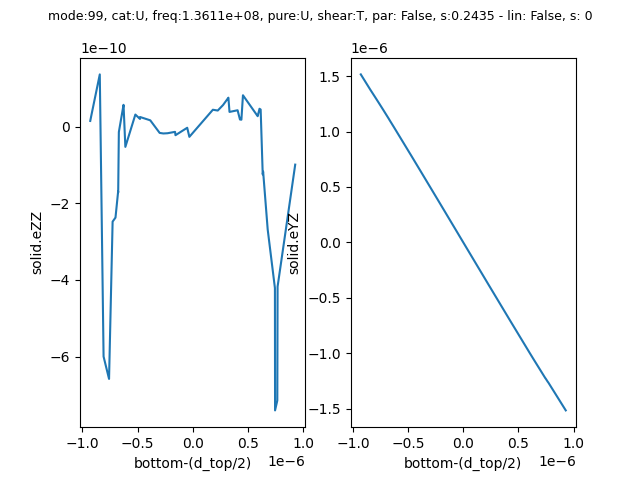 mode:99, cat:U, freq:1.3611e+08, pure:U, shear:T, par: False, s:0.2435 - lin: False, s: 0
1e−10
0
−2
−4
−6
solid.eZZ
−1.0
−0.5
0.0
0.5
1.0
bottom-(d_top/2)
1e−6
1e−6
1.5
1.0
0.5
0.0
−0.5
−1.0
−1.5
solid.eYZ
−1.0
−0.5
0.0
0.5
1.0
bottom-(d_top/2)
1e−6